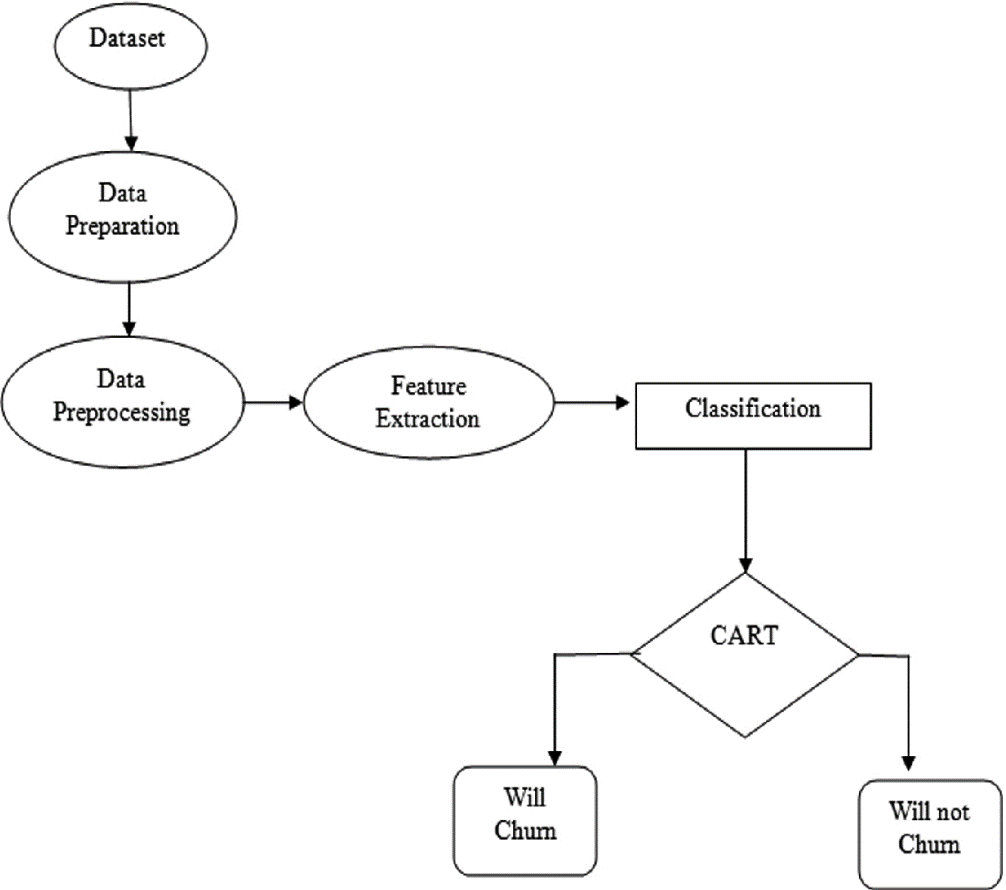 Dataset
Data
Preparation
Data
Preprocessing
Feature
Extraction
Classification
CART
Will
Churn
Will not
Churn